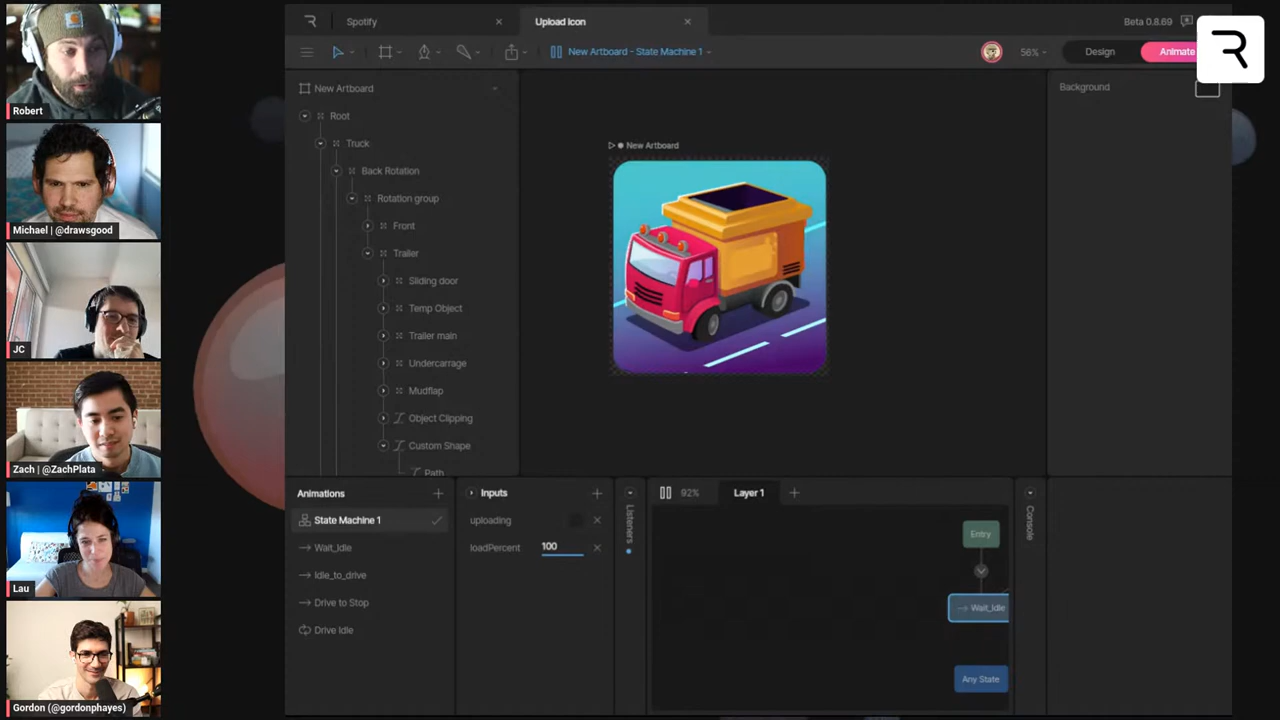 Robert
Michael | @drawsgood
JC
Zach | @ZachPlata
Lau
Gordon (@gordonphayes)
Spotify
Upload Icon
Beta 0.8.69
New Artboard - State Machine 1
56%
Design
Animate
New Artboard
Root
Truck
Back Rotation
Rotation group
Front
Trailer
Sliding door
Temp Object
Trailer main
Undercarrage
Mudflap
Object Clipping
Custom Shape
Path
New Artboard
Background
Animations
State Machine 1
Wait_Idle
Idle_to_drive
Drive to Stop
Drive Idle
Inputs
uploading
loadPercent
100
Listeners
92%
Layer 1
Entry
Wait_Idle
Any State
Console